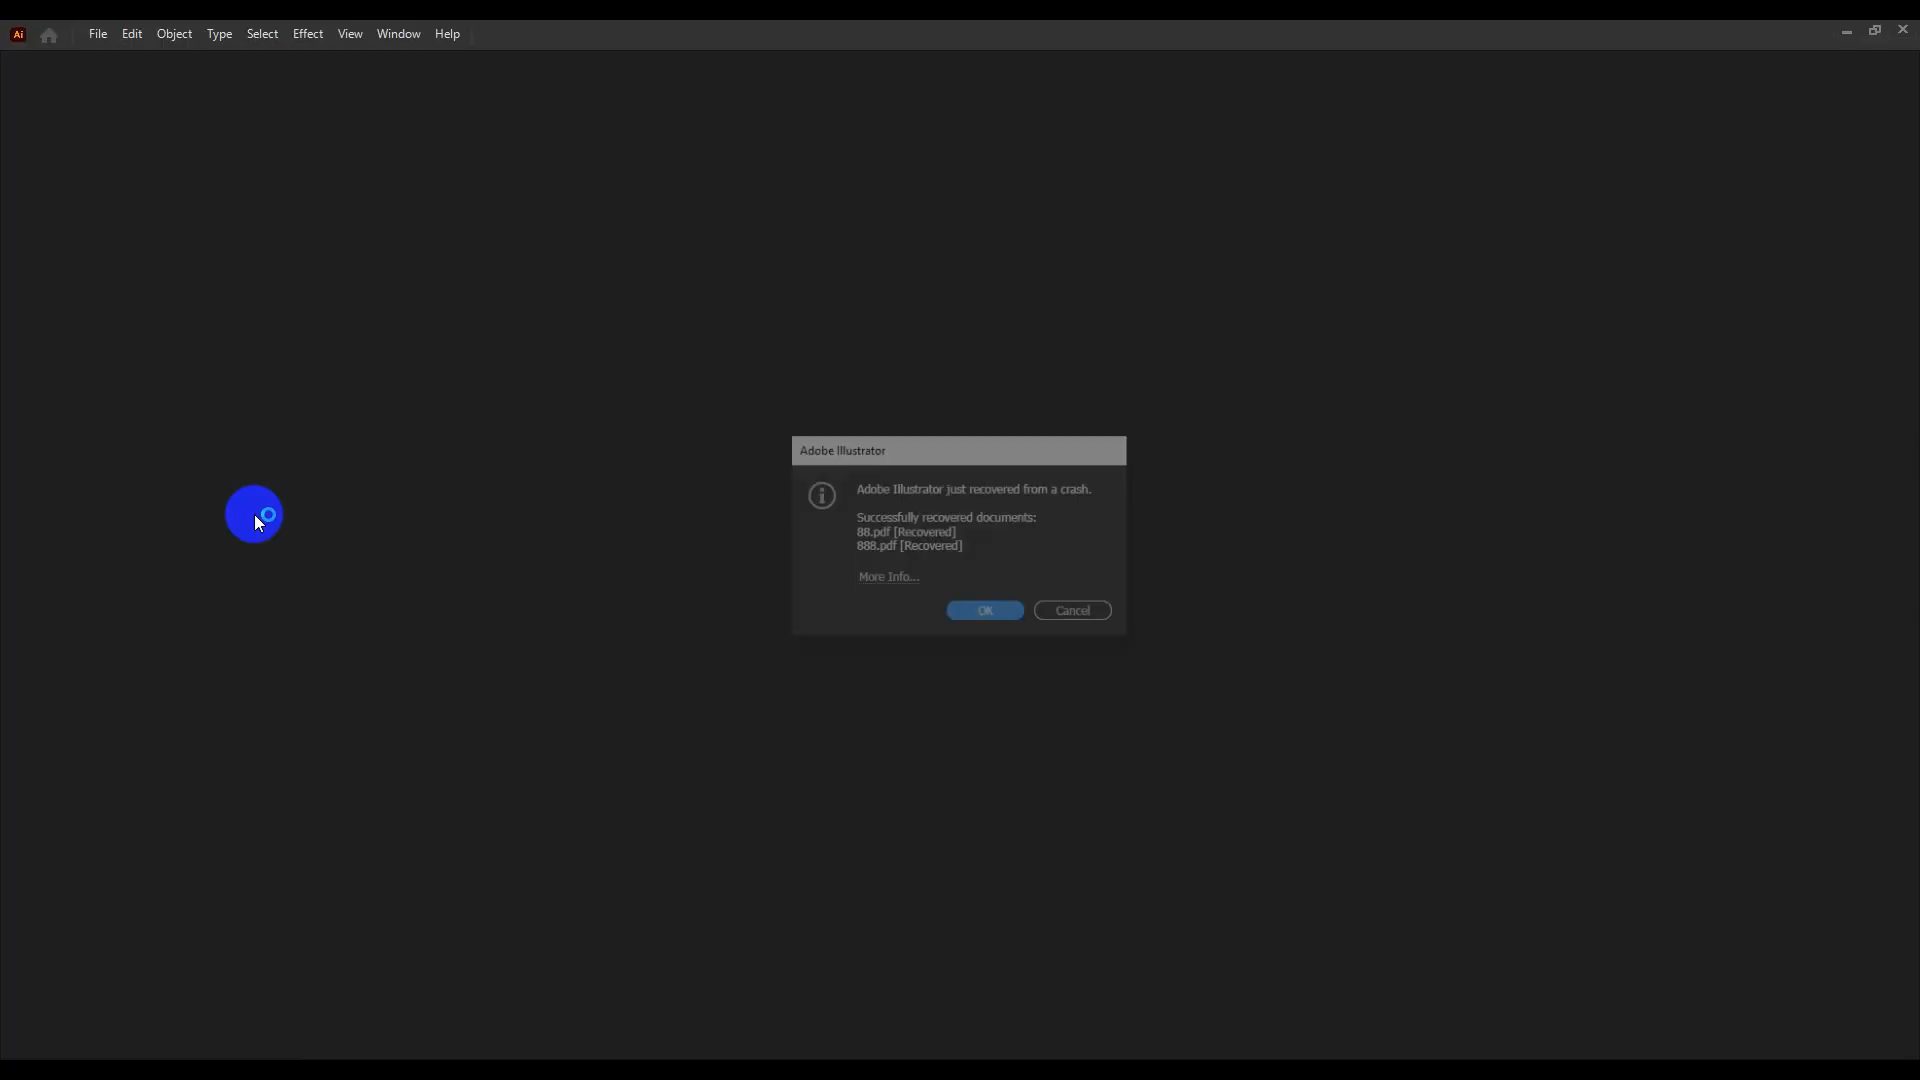 Ai File Edit Object Type Select Effect View Window Help
Adobe Illustrator
Adobe Illustrator just recovered from a crash.
Successfully recovered documents:
88.pdf [Recovered]
888.pdf [Recovered]
More Info...
OK Cancel